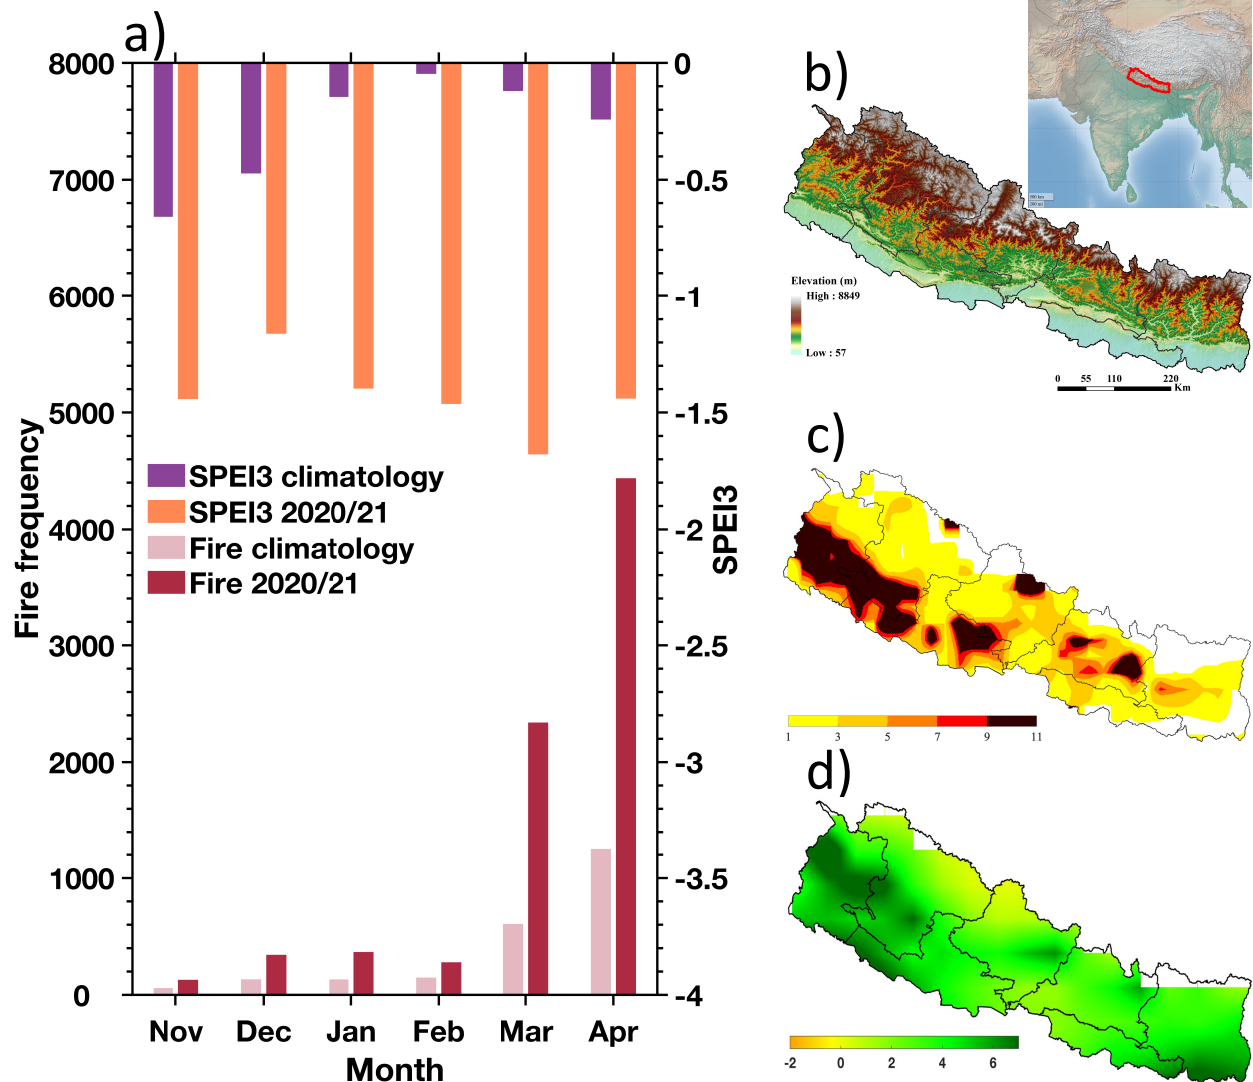 a)
8000
7000
6000
5000
4000
3000
2000
1000
0
Fire frequency
0
-0.5
-1
-1.5
-2
-2.5
-3
-3.5
-4
SPEI3
SPEI3 climatology
SPEI3 2020/21
Fire climatology
Fire 2020/21
Nov Dec Jan Feb Mar Apr
Month
b)
Elevation (m)
High : 8849
Low : 57
0 55 110 220
Km
c)
1 3 5 7 9 11
d)
-2 0 2 4 6